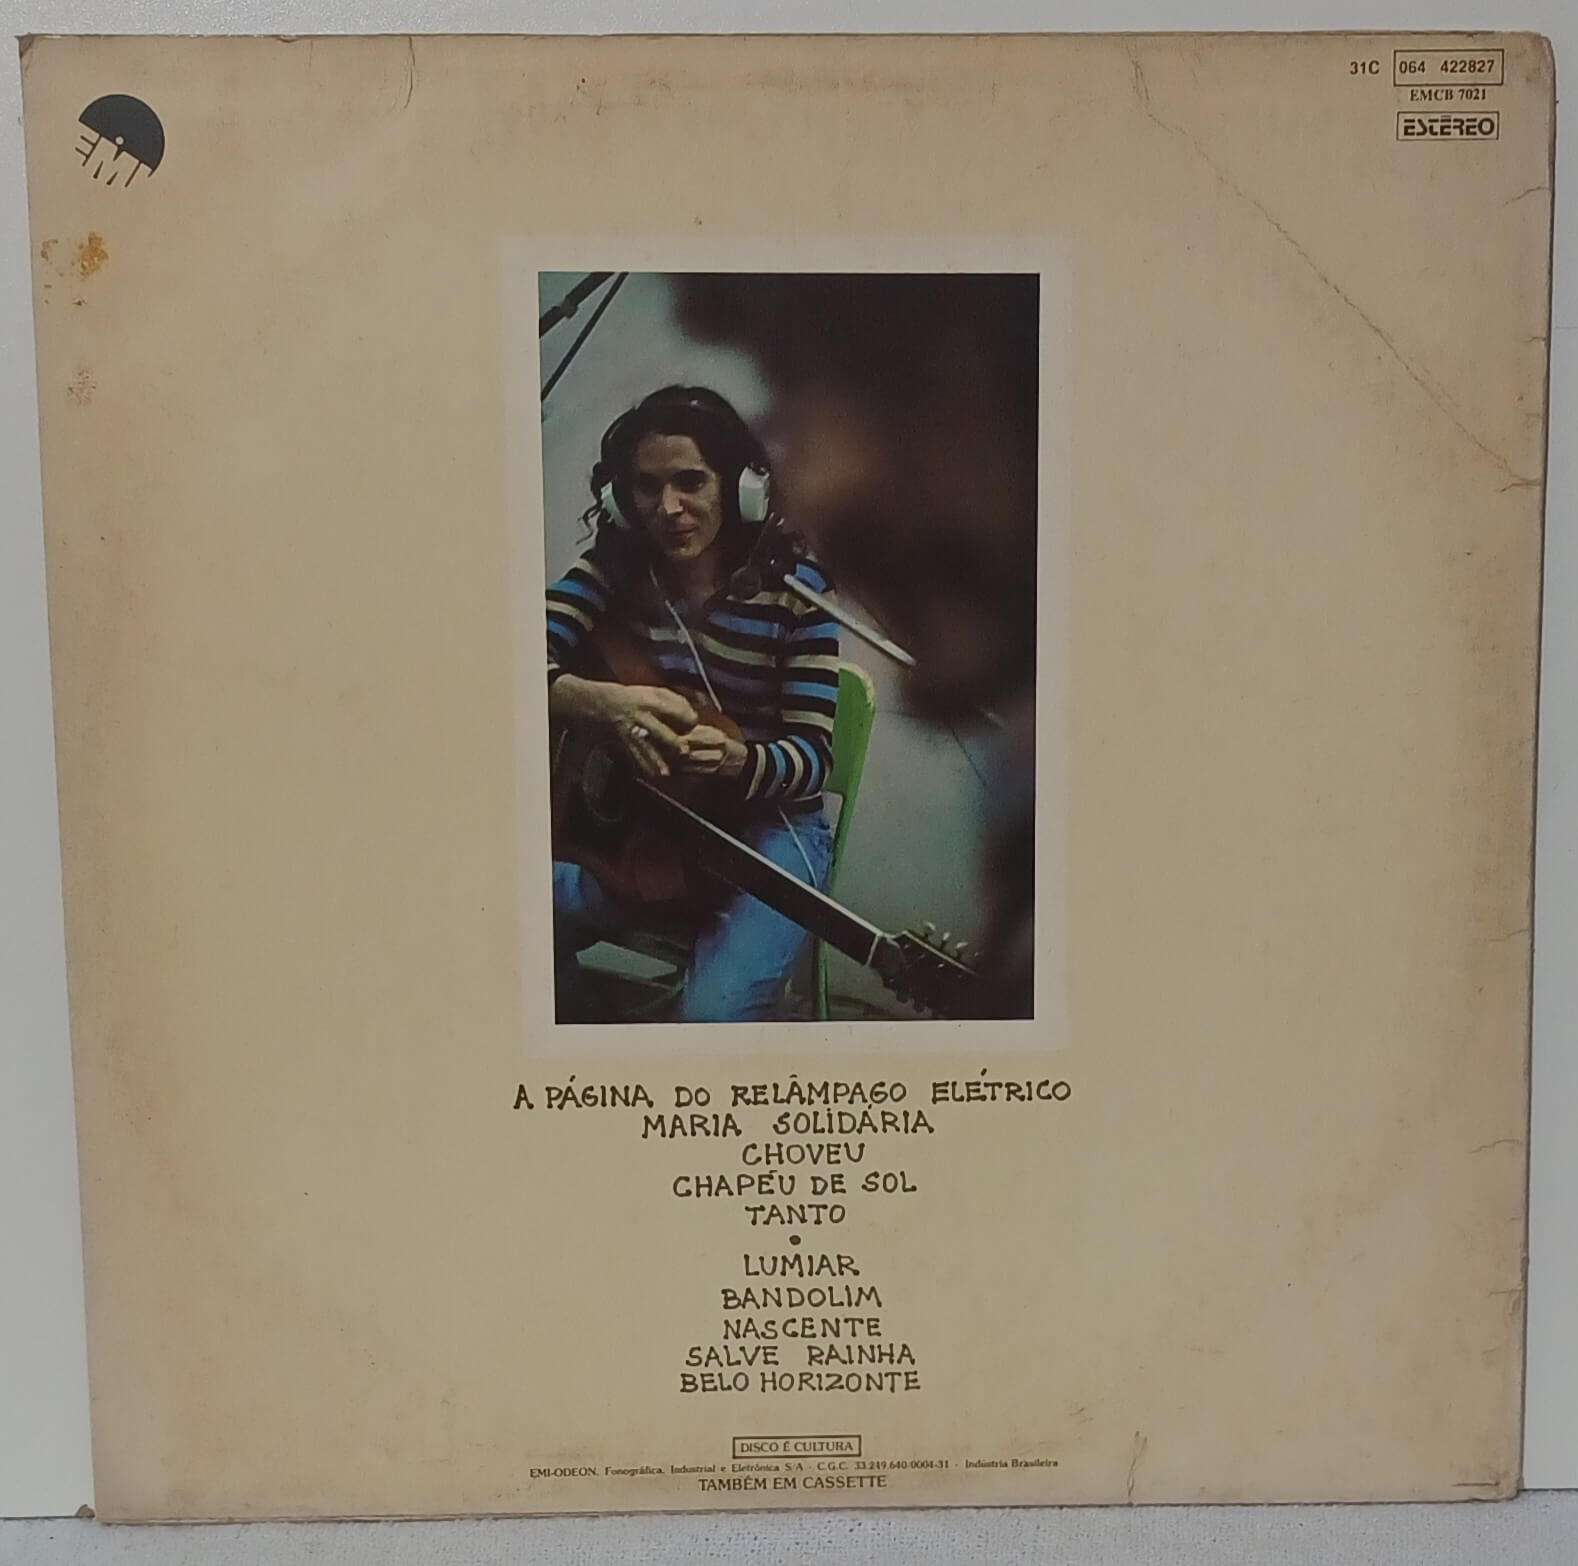 EMI
31C 064 422827
EMCB 7021
ESTÉREO
A PÁGINA DO RELÂMPAGO ELÉTRICO
MARIA SOLIDÁRIA
CHOVEU
CHAPÉU DE SOL
TANTO
•
LUMIAR
BANDOLIM
NASCENTE
SALVE RAINHA
BELO HORIZONTE
DISCO É CULTURA
EMI-ODEON, Fonográfica, Industrial e Eletrônica S/A - C.G.C. 33.249.640/0004-31 - Indústria Brasileira
TAMBÉM EM CASSETTE